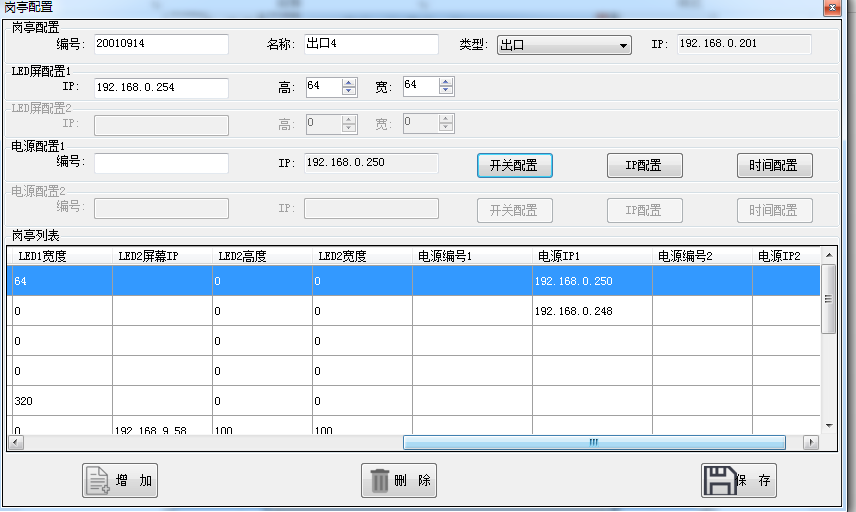 岗亭配置
岗亭配置
编号: 20010914 名称: 出口4 类型: 出口 IP: 192.168.0.201
LED屏配置1
IP: 192.168.0.254 高: 64 宽: 64
LED屏配置2
IP: 高: 0 宽: 0
电源配置1
编号: IP: 192.168.0.250 开关配置 IP配置 时间配置
电源配置2
编号: IP: 开关配置 IP配置 时间配置
岗亭列表
LED1宽度 LED2屏幕IP LED2高度 LED2宽度 电源编号1 电源IP1 电源编号2 电源IP2
64 0 0 192.168.0.250
0 0 0 192.168.0.248
0 0 0
0 0 0
320 0 0
0 192.168.9.58 100 100
增 加 删 除 保 存